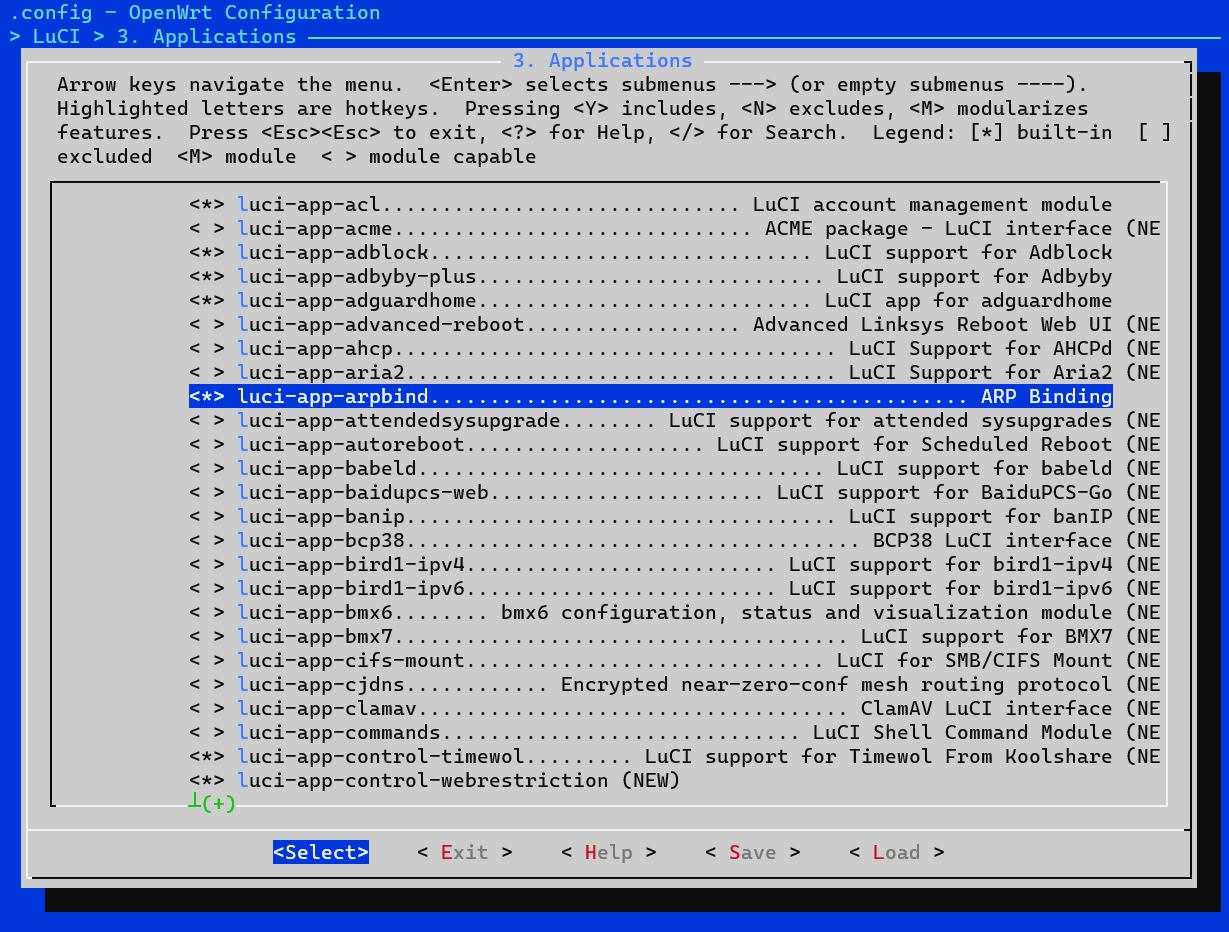 .config - OpenWrt Configuration
> LuCI > 3. Applications
3. Applications
Arrow keys navigate the menu.  <Enter> selects submenus ---> (or empty submenus ----).
Highlighted letters are hotkeys.  Pressing <Y> includes, <N> excludes, <M> modularizes
features.  Press <Esc><Esc> to exit, <?> for Help, </> for Search.  Legend: [*] built-in  [ ]
excluded  <M> module  < > module capable
<*> luci-app-acl.............................. LuCI account management module
< > luci-app-acme............................ ACME package - LuCI interface (NE
<*> luci-app-adblock................................ LuCI support for Adblock
<*> luci-app-adbyby-plus............................. LuCI support for Adbyby
<*> luci-app-adguardhome............................ LuCI app for adguardhome
< > luci-app-advanced-reboot.................. Advanced Linksys Reboot Web UI (NE
< > luci-app-ahcp..................................... LuCI Support for AHCPd (NE
< > luci-app-aria2.................................... LuCI Support for Aria2 (NE
<*> luci-app-arpbind............................................. ARP Binding
< > luci-app-attendedsysupgrade........ LuCI support for attended sysupgrades (NE
< > luci-app-autoreboot.................... LuCI support for Scheduled Reboot (NE
< > luci-app-babeld.................................. LuCI support for babeld (NE
< > luci-app-baidupcs-web....................... LuCI support for BaiduPCS-Go (NE
< > luci-app-banip.................................... LuCI support for banIP (NE
< > luci-app-bcp38...................................... BCP38 LuCI interface (NE
< > luci-app-bird1-ipv4.......................... LuCI support for bird1-ipv4 (NE
< > luci-app-bird1-ipv6.......................... LuCI support for bird1-ipv6 (NE
< > luci-app-bmx6........ bmx6 configuration, status and visualization module (NE
< > luci-app-bmx7...................................... LuCI support for BMX7 (NE
< > luci-app-cifs-mount.............................. LuCI for SMB/CIFS Mount (NE
< > luci-app-cjdns............ Encrypted near-zero-conf mesh routing protocol (NE
< > luci-app-clamav.................................... ClamAV LuCI interface (NE
< > luci-app-commands.............................. LuCI Shell Command Module (NE
<*> luci-app-control-timewol......... LuCI support for Timewol From Koolshare (NE
<*> luci-app-control-webrestriction (NEW)
┴(+)
<Select>    < Exit >    < Help >    < Save >    < Load >